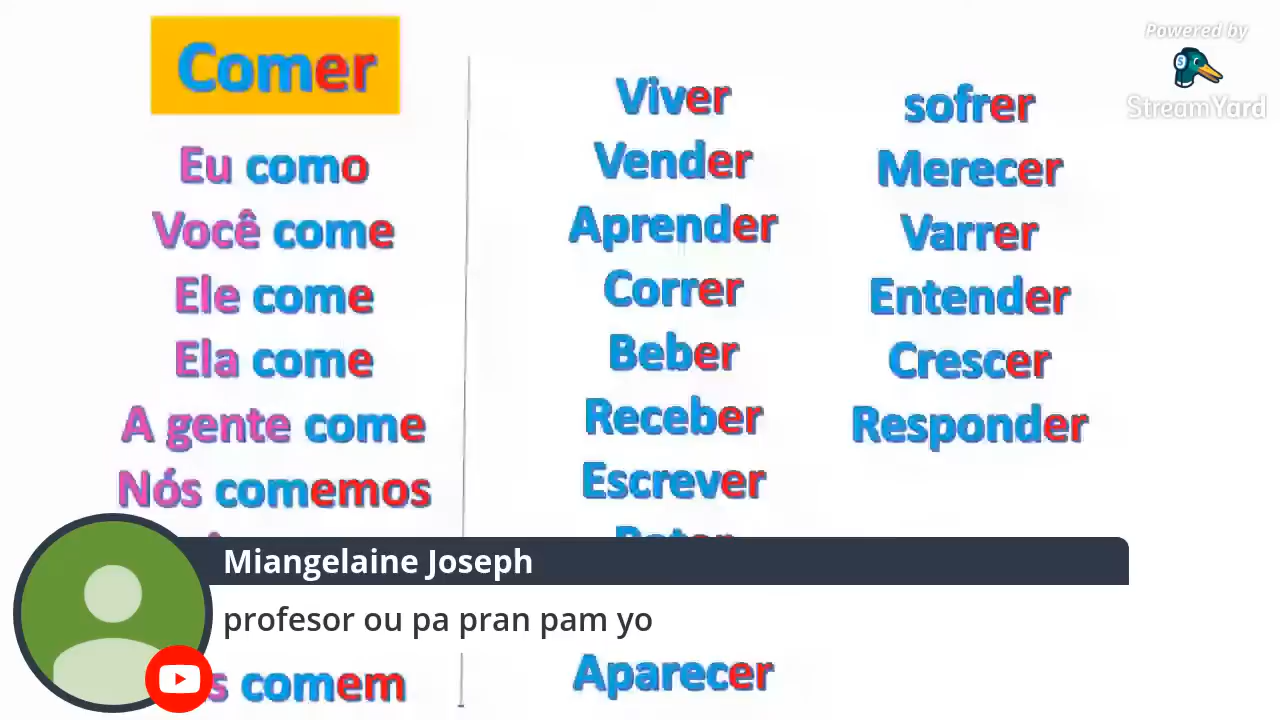 Powered by
StreamYard
Comer
Eu como
Você come
Ele come
Ela come
A gente come
Nós comemos
comem
Viver
Vender
Aprender
Correr
Beber
Receber
Escrever
Aparecer
sofrer
Merecer
Varrer
Entender
Crescer
Responder
Miangelaine Joseph
profesor ou pa pran pam yo